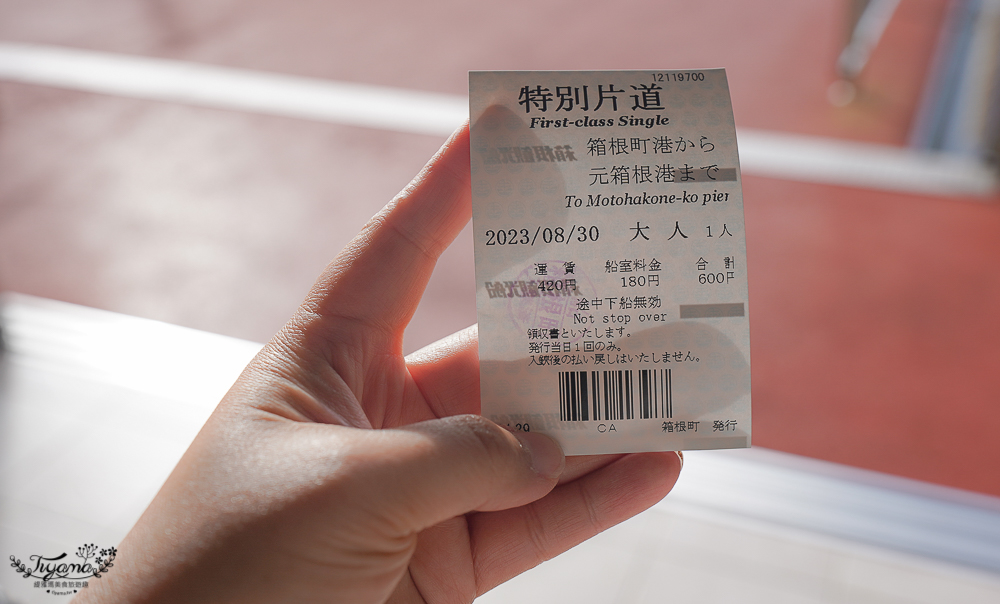 12119700
特別片道
First-class Single
箱根町港から
元箱根港まで
To Motohakone-ko pier
2023/08/30 大人 1人
運賃 船室料金 合計
420円 180円 600円
途中下船無効
Not stop over
領収書といたします。
発行当日1回のみ。
入鋏後の払い戻しはいたしません。
CA 箱根町 発行
Tiyama